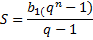 S = b₁₍(qⁿ − 1) / (q − 1)